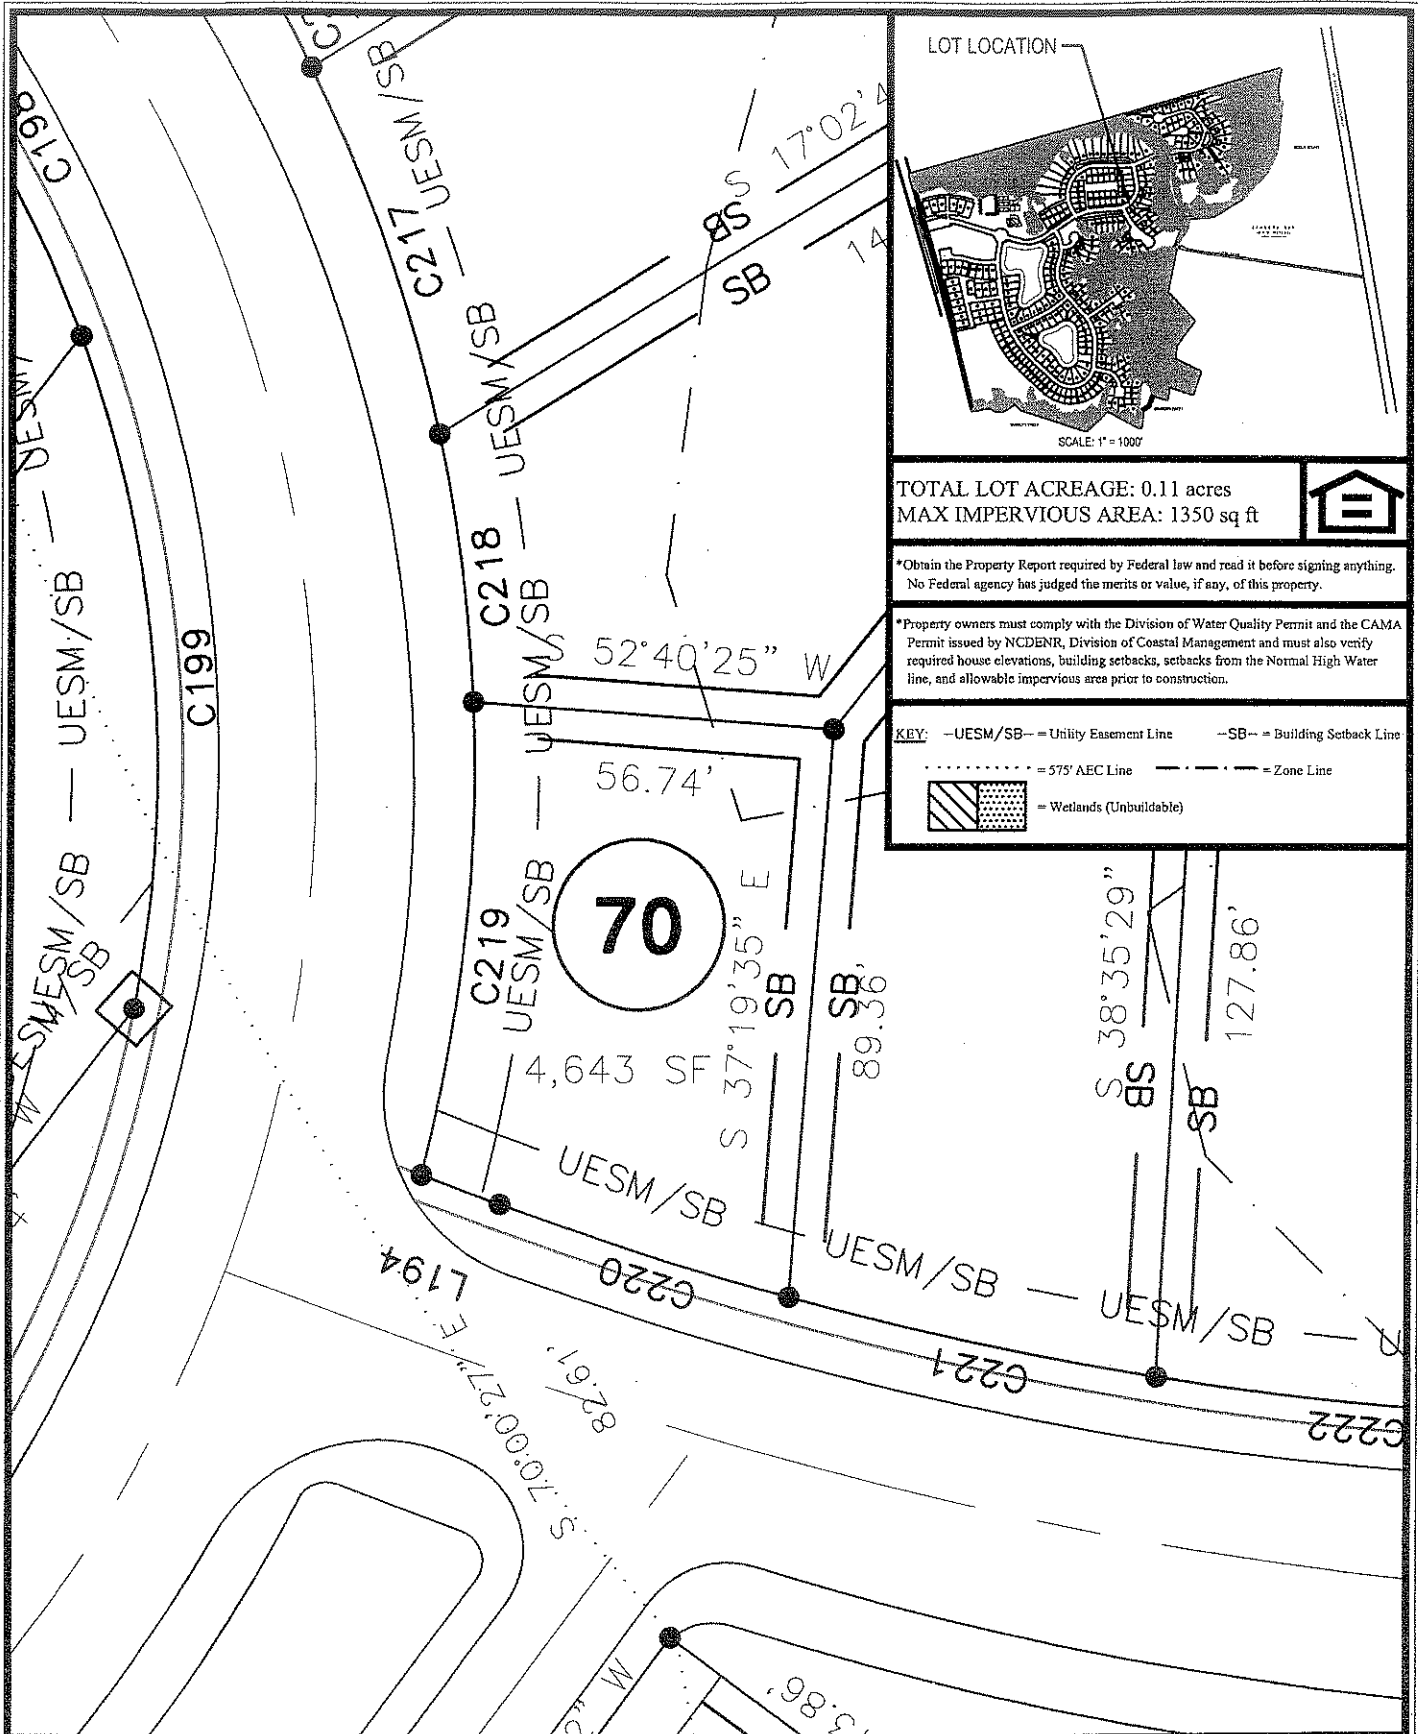 LOT LOCATION
SCALE: 1" = 1000'
TOTAL LOT ACREAGE: 0.11 acres
MAX IMPERVIOUS AREA: 1350 sq ft
*Obtain the Property Report required by Federal law and read it before signing anything.
No Federal agency has judged the merits or value, if any, of this property.
*Property owners must comply with the Division of Water Quality Permit and the CAMA
Permit issued by NCDENR, Division of Coastal Management and must also verify
required house elevations, building setbacks, setbacks from the Normal High Water
line, and allowable impervious area prior to construction.
KEY: -UESM/SB- = Utility Easement Line
-SB- = Building Setback Line
= 575' AEC Line
= Zone Line
= Wetlands (Unbuildable)
C198
C199
UESM/SB
UESM/SB
UESM/
W
C217
UESM/SB
UESM/SB
S 17°02'4
14
SB
SB
C218
UESM/SB
S 52°40'25" W
56.74'
C219
UESM/SB
70
4,643 SF
S 37°19'35" E
89.36'
SB
SB
S 38°35'29"
127.86'
SB
SB
UESM/SB
UESM/SB
UESM/SB
U
L194
C220
C221
C222
S 70°00'27" E
82.61'
W
3.86'